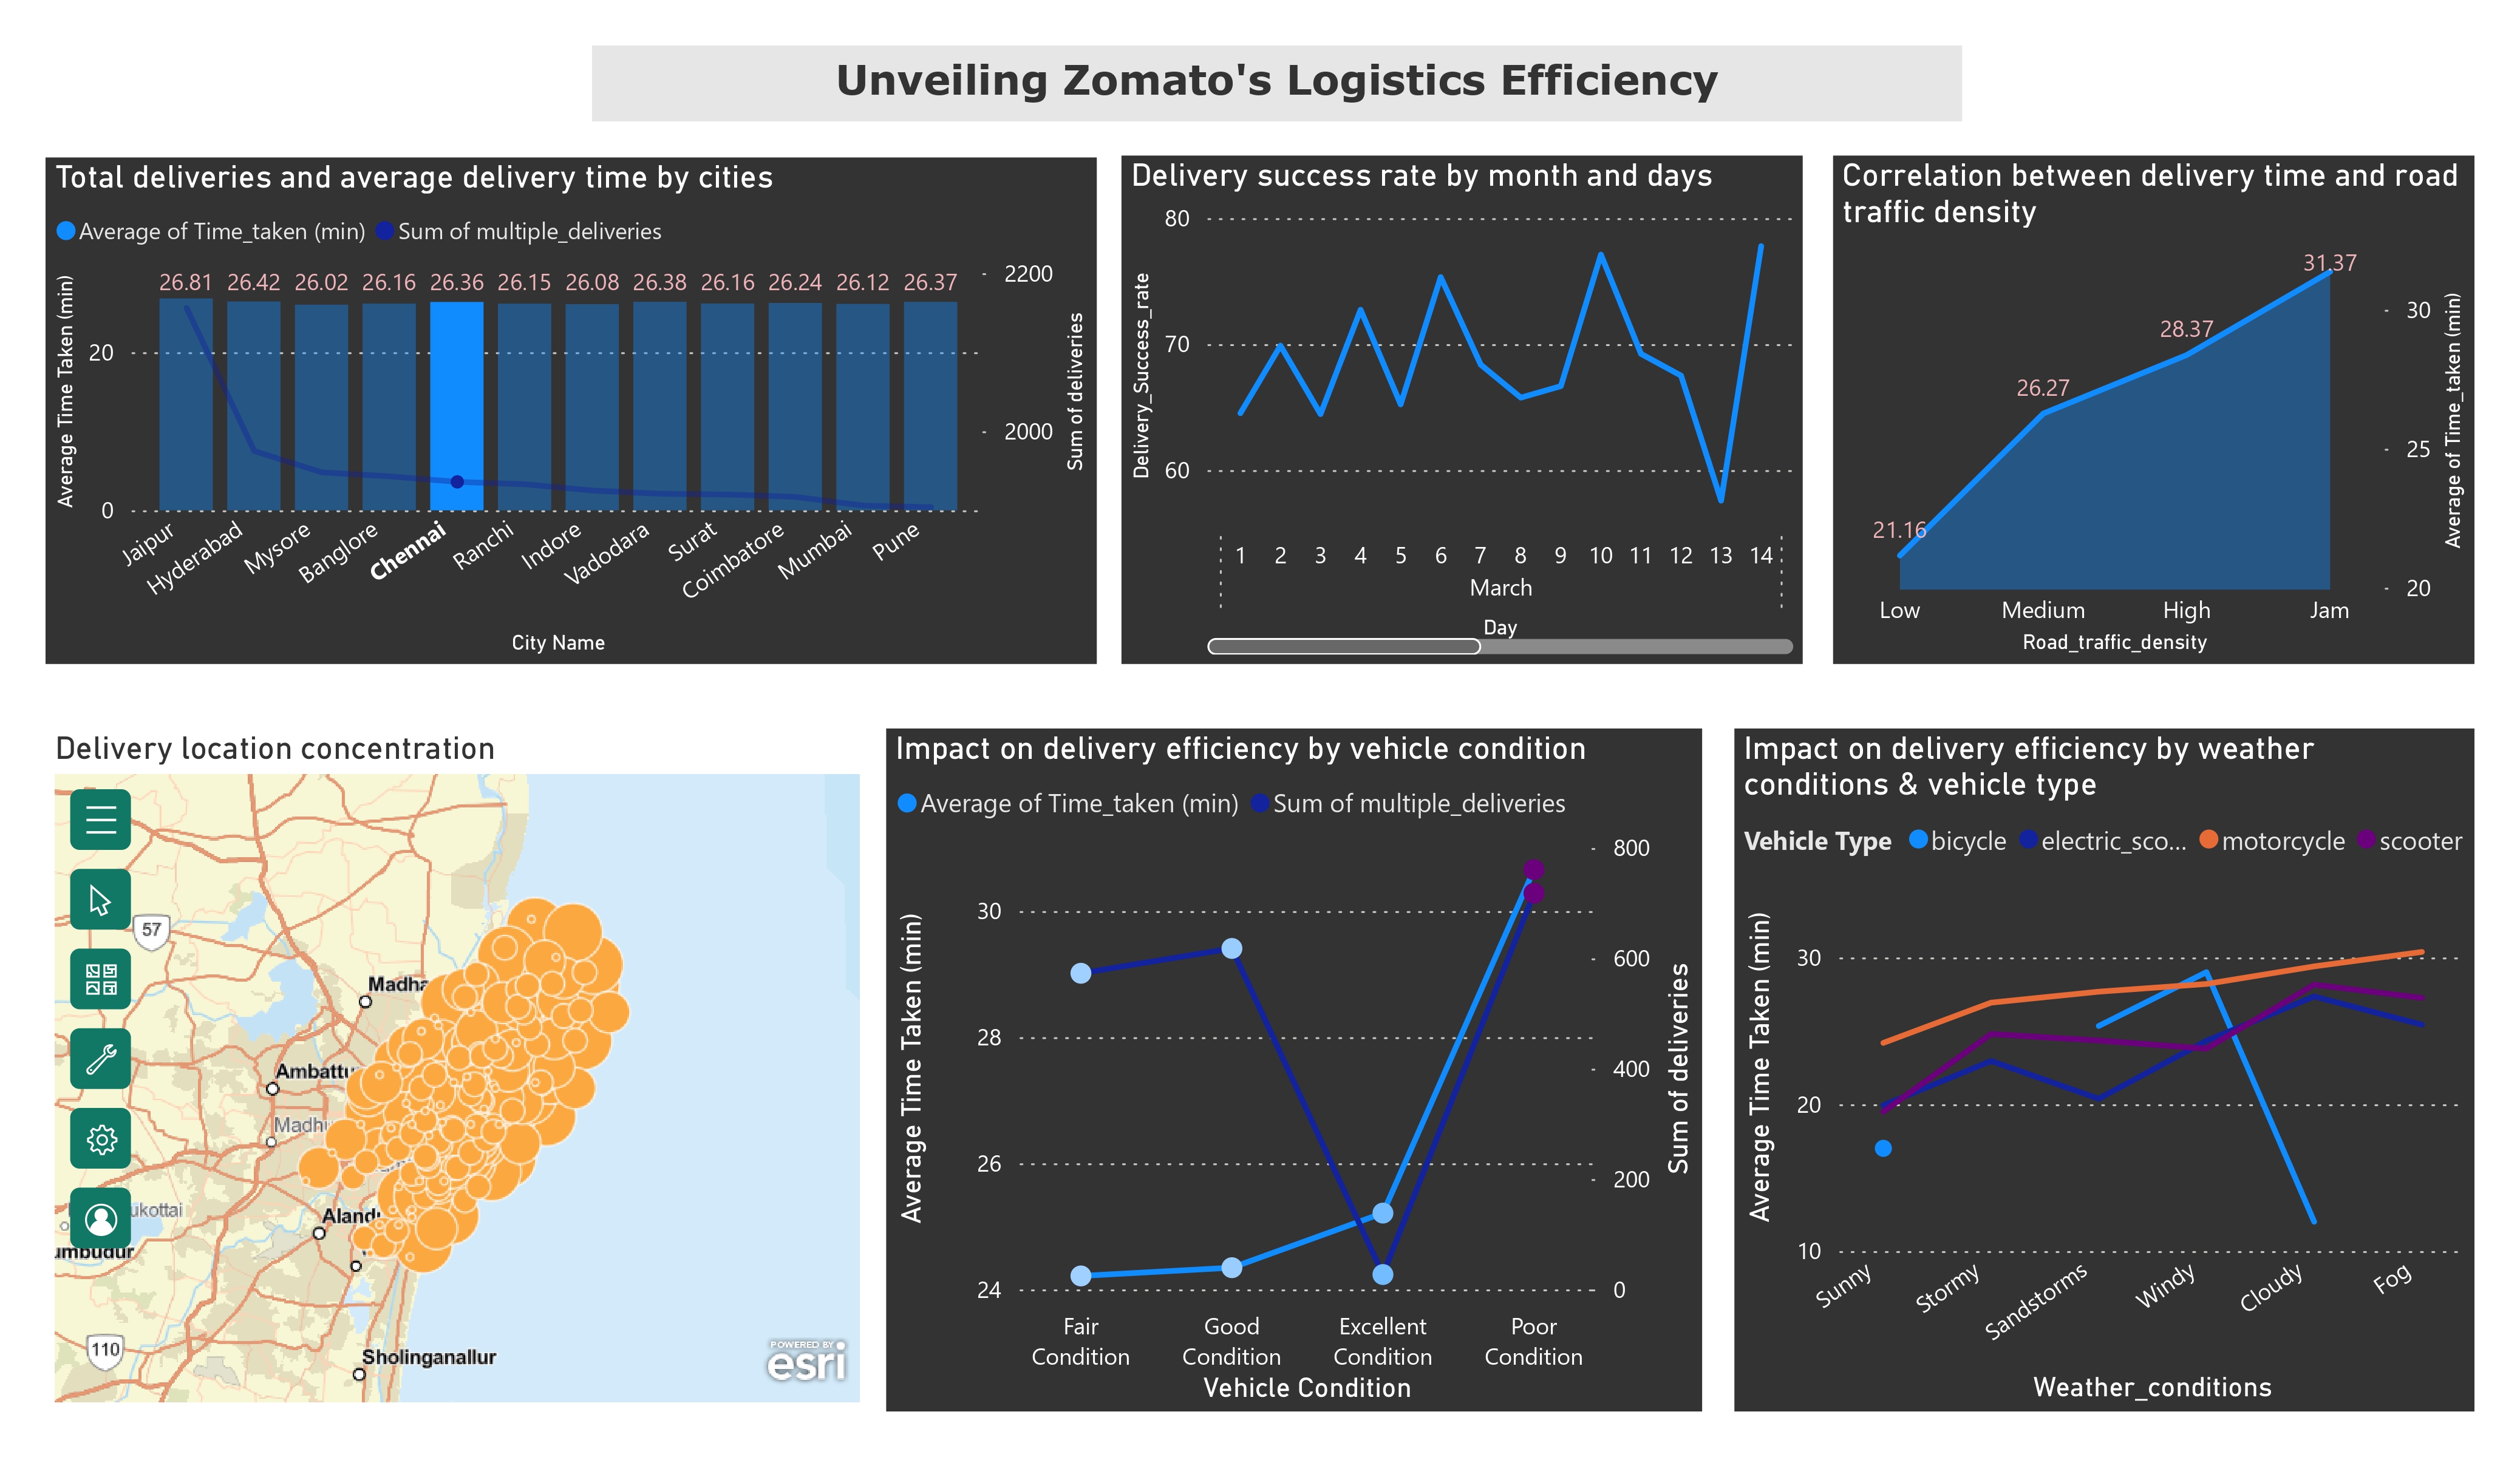 Unveiling Zomato's Logistics Efficiency
Total deliveries and average delivery time by cities
Average of Time_taken (min) Sum of multiple_deliveries
26.81 26.42 26.02 26.16 26.36 26.15 26.08 26.38 26.16 26.24 26.12 26.37
2200
20
2000
0
Average Time Taken (min)
Sum of deliveries
Jaipur Hyderabad Mysore Banglore Chennai Ranchi Indore Vadodara Surat Coimbatore Mumbai Pune
City Name
Delivery success rate by month and days
80
70
60
Delivery_Success_rate
1 2 3 4 5 6 7 8 9 10 11 12 13 14
March
Day
Correlation between delivery time and road
traffic density
31.37
28.37
26.27
21.16
30
25
20
Average of Time_taken (min)
Low Medium High Jam
Road_traffic_density
Delivery location concentration
57
Madha
Ambattu
Madhu
Aland
ukottai
umbudur
110
Sholinganallur
POWERED BY
esri
Impact on delivery efficiency by vehicle condition
Average of Time_taken (min) Sum of multiple_deliveries
800
30
600
28
400
26
200
24
0
Average Time Taken (min)
Sum of deliveries
Fair Good Excellent Poor
Condition Condition Condition Condition
Vehicle Condition
Impact on delivery efficiency by weather
conditions & vehicle type
Vehicle Type bicycle electric_sco... motorcycle scooter
30
20
10
Average Time Taken (min)
Sunny Stormy Sandstorms Windy Cloudy Fog
Weather_conditions